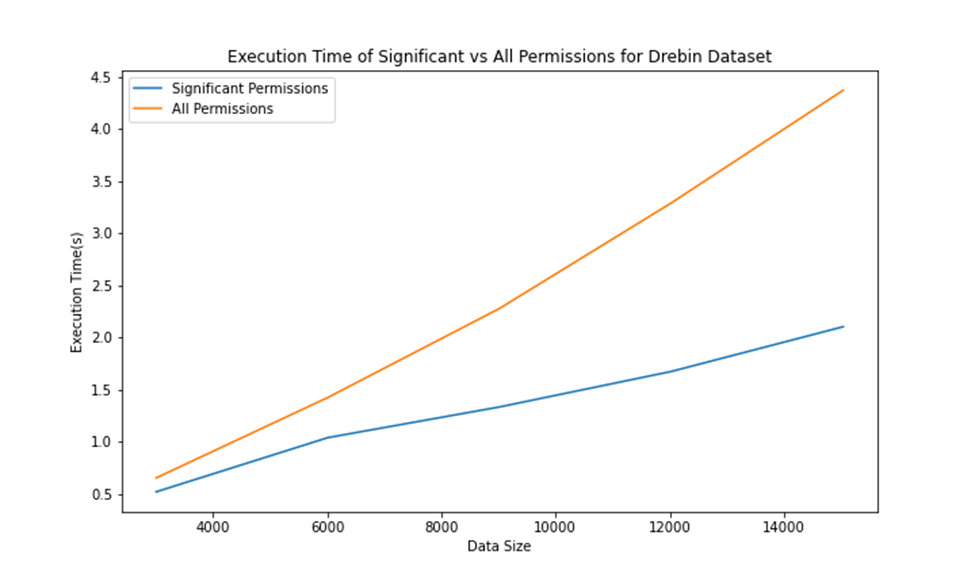 Execution Time of Significant vs All Permissions for Drebin Dataset
Significant Permissions
All Permissions
4.5
4.0
3.5
3.0
2.5
2.0
1.5
1.0
0.5
Execution Time(s)
4000 6000 8000 10000 12000 14000
Data Size